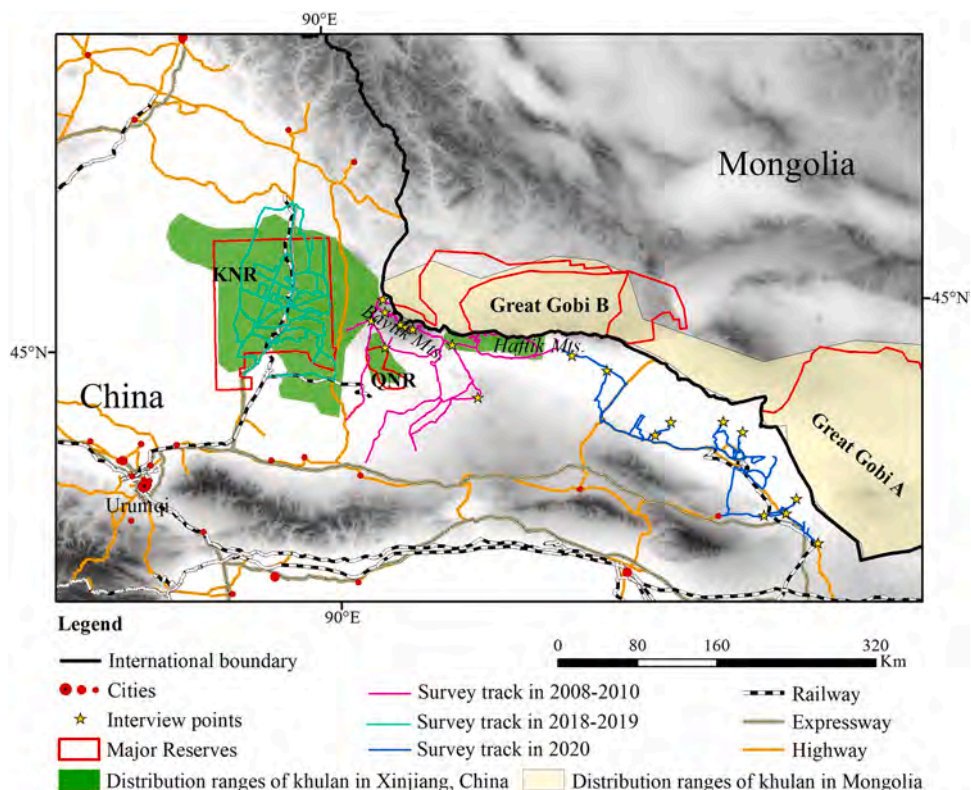 90°E
Mongolia
KNR
Great Gobi B
45°N
Baytik Mts.
Haftik Mts.
45°N
QNR
China
Great Gobi A
Urumqi
90°E
Legend
0 80 160 320
Km
International boundary
Cities
Survey track in 2008-2010
Railway
Interview points
Survey track in 2018-2019
Expressway
Major Reserves
Survey track in 2020
Highway
Distribution ranges of khulan in Xinjiang, China
Distribution ranges of khulan in Mongolia